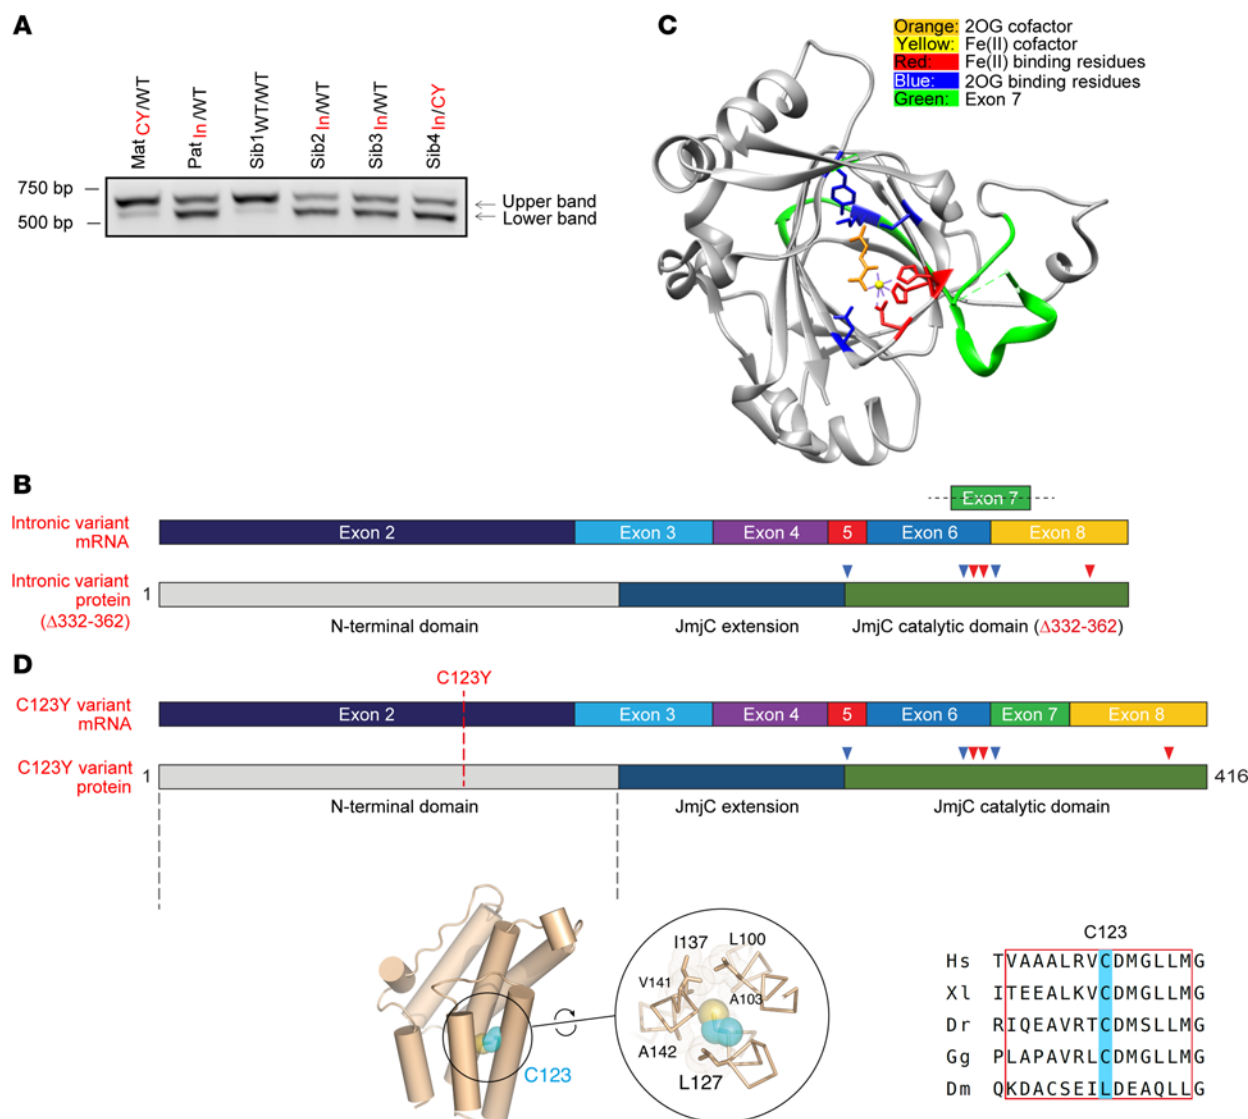 A
Mat CY/WT
Pat In/WT
Sib1 WT/WT
Sib2 In/WT
Sib3 In/WT
Sib4 In/CY
750 bp
500 bp
Upper band
Lower band
C
Orange: 2OG cofactor
Yellow: Fe(II) cofactor
Red: Fe(II) binding residues
Blue: 2OG binding residues
Green: Exon 7
B
Exon 7
Intronic variant
mRNA
Exon 2 Exon 3 Exon 4 5 Exon 6 Exon 8
Intronic variant
protein
(Δ332-362)
1
N-terminal domain JmjC extension JmjC catalytic domain (Δ332-362)
D
C123Y
C123Y variant
mRNA
Exon 2 Exon 3 Exon 4 5 Exon 6 Exon 7 Exon 8
C123Y variant
protein
1 416
N-terminal domain JmjC extension JmjC catalytic domain
C123
I137 L100
V141 A103
A142
L127
C123
Hs TVAAALRVCDMGLLMG
Xl ITEEALKVCDMGLLMG
Dr RIQEAVRTCDMSLLMG
Gg PLAPAVRLCDMGLLMG
Dm QKDACSEILDEAQLLG